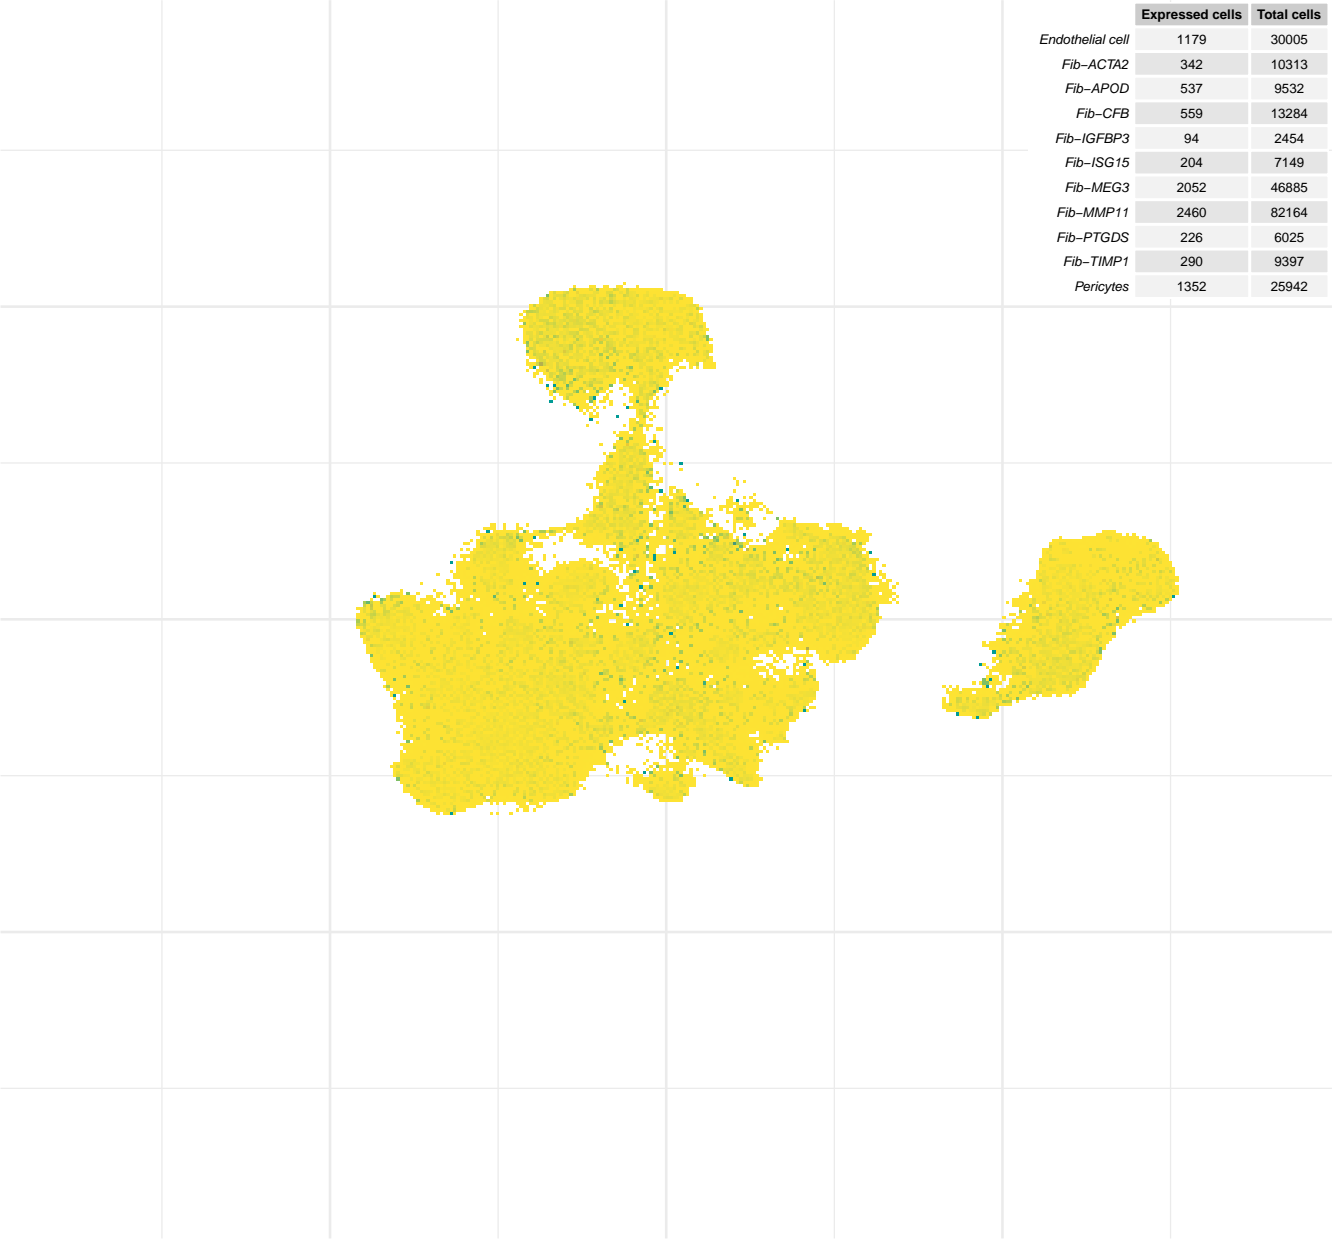 Expressed cells Total cells
Endothelial cell 1179 30005
Fib−ACTA2 342 10313
Fib−APOD 537 9532
Fib−CFB 559 13284
Fib−IGFBP3 94 2454
Fib−ISG15 204 7149
Fib−MEG3 2052 46885
Fib−MMP11 2460 82164
Fib−PTGDS 226 6025
Fib−TIMP1 290 9397
Pericytes 1352 25942